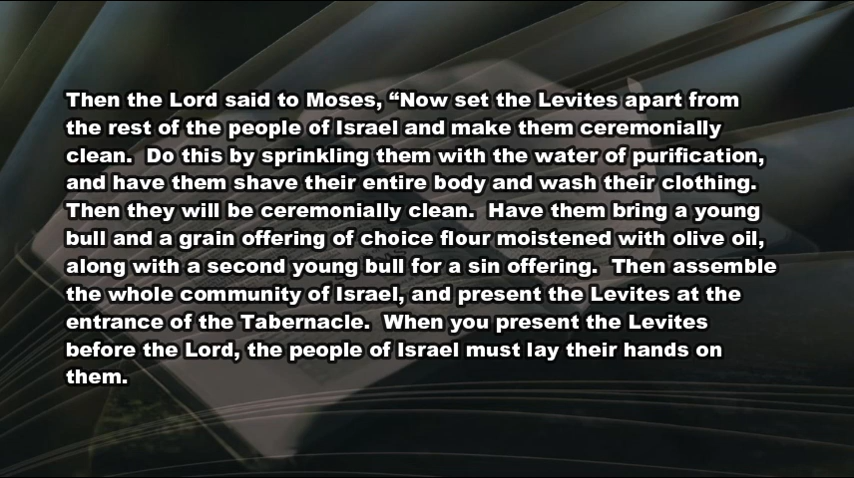 Then the Lord said to Moses, “Now set the Levites apart from
the rest of the people of Israel and make them ceremonially
clean.  Do this by sprinkling them with the water of purification,
and have them shave their entire body and wash their clothing.
Then they will be ceremonially clean.  Have them bring a young
bull and a grain offering of choice flour moistened with olive oil,
along with a second young bull for a sin offering.  Then assemble
the whole community of Israel, and present the Levites at the
entrance of the Tabernacle.  When you present the Levites
before the Lord, the people of Israel must lay their hands on
them.